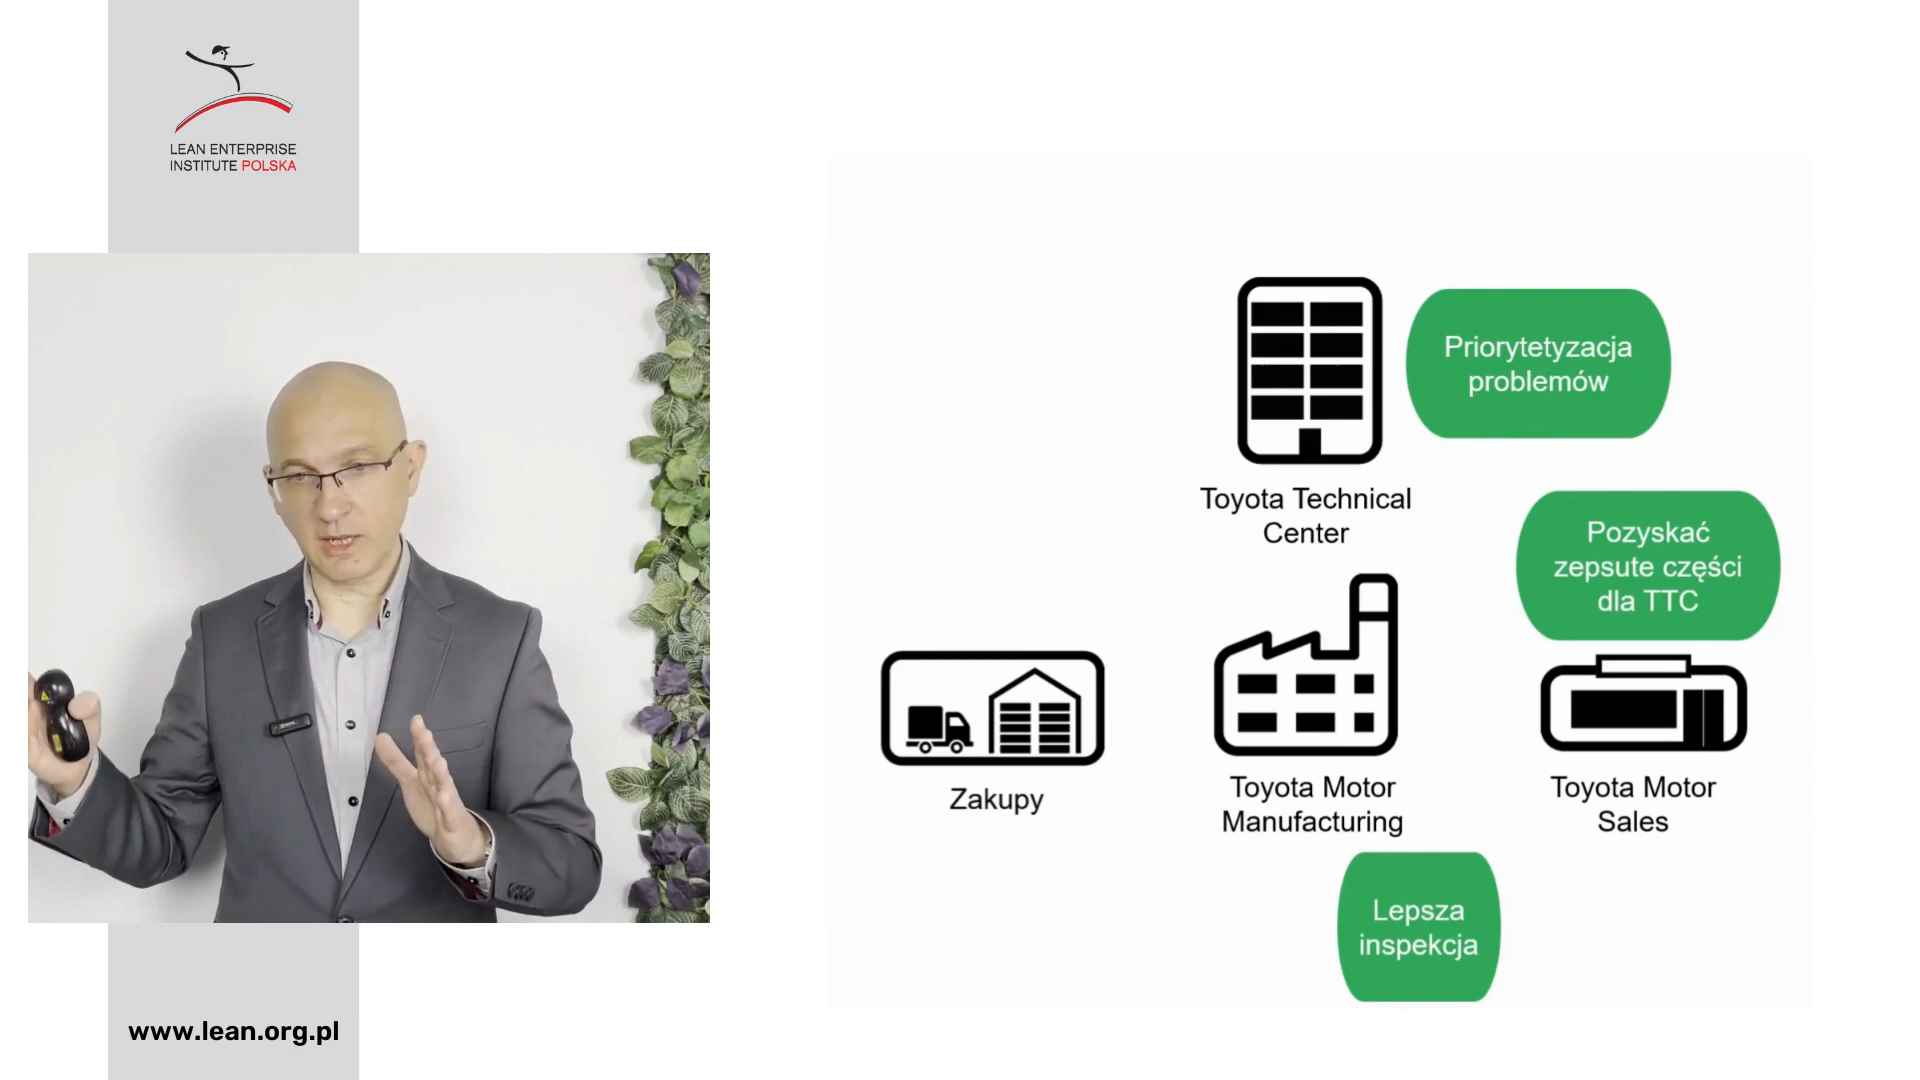 LEAN ENTERPRISE
INSTITUTE POLSKA
Priorytetyzacja
problemów
Toyota Technical
Center
Pozyskać
zepsute części
dla TTC
Zakupy
Toyota Motor
Manufacturing
Toyota Motor
Sales
Lepsza
inspekcja
www.lean.org.pl